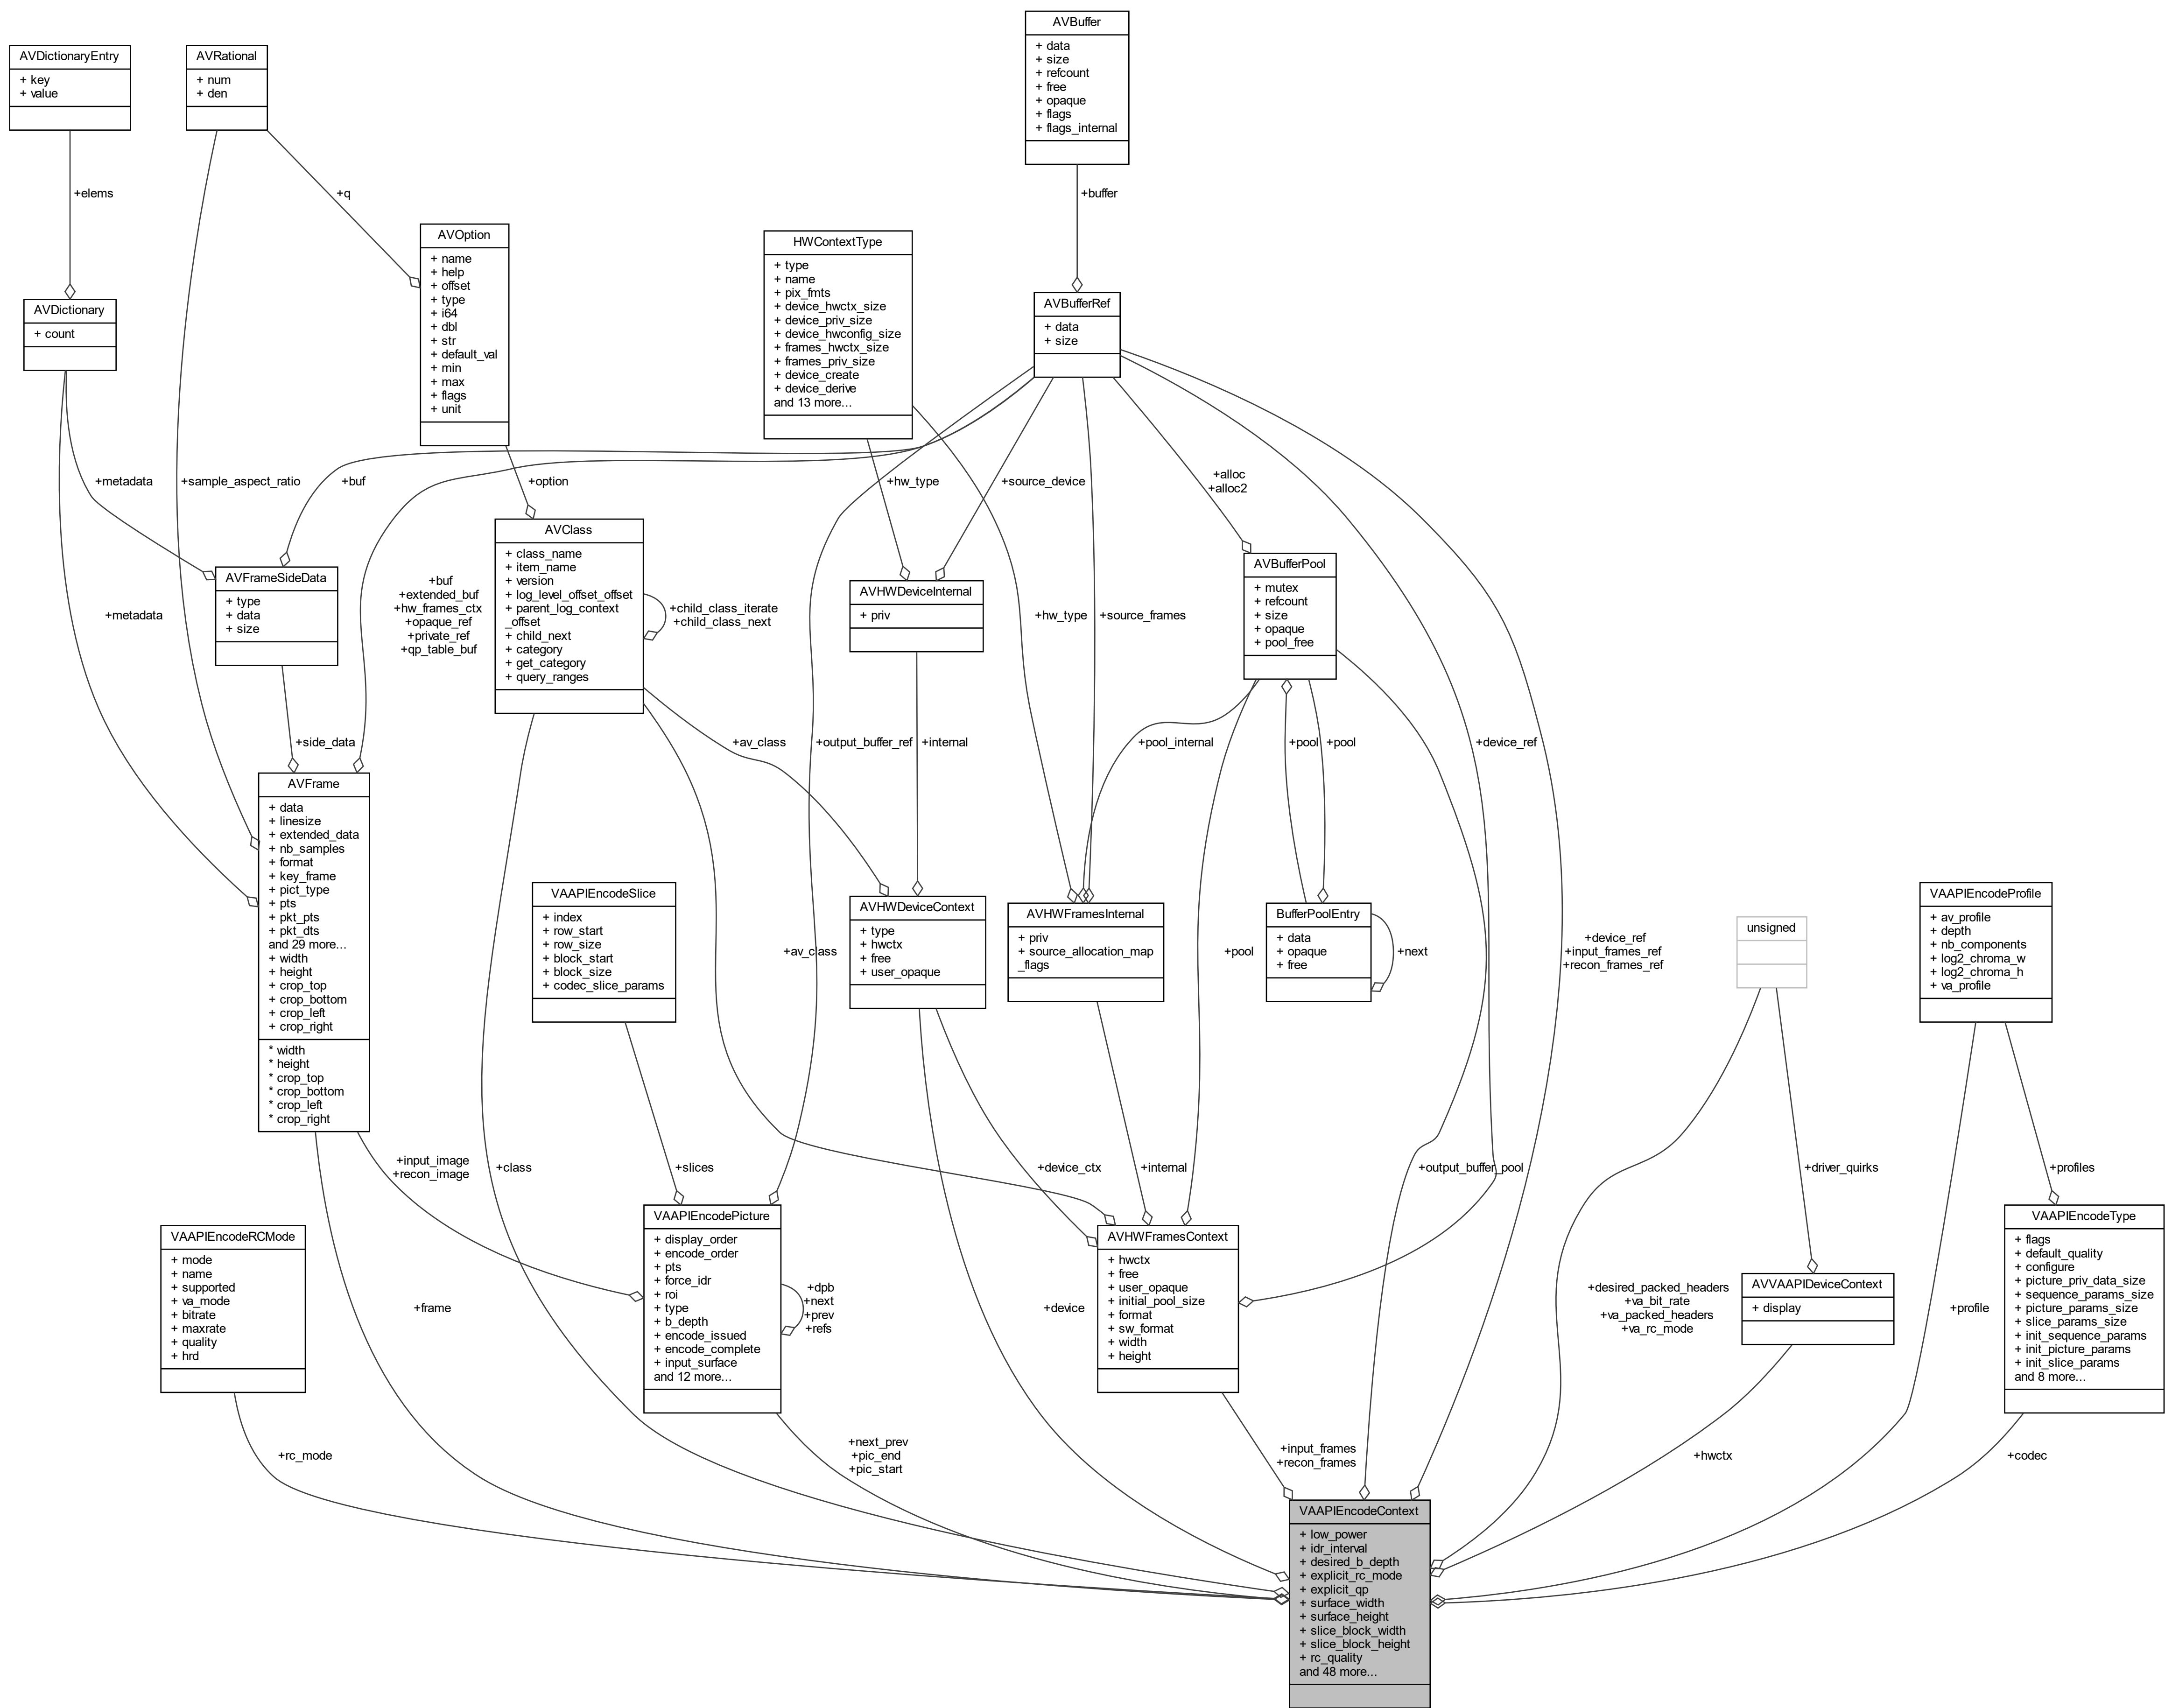 AVBuffer
+ data
+ size
+ refcount
+ free
+ opaque
+ flags
+ flags_internal
AVDictionaryEntry
+ key
+ value
AVRational
+ num
+ den
+elems
+q
+buffer
AVOption
+ name
+ help
+ offset
+ type
+ i64
+ dbl
+ str
+ default_val
+ min
+ max
+ flags
+ unit
HWContextType
+ type
+ name
+ pix_fmts
+ device_hwctx_size
+ device_priv_size
+ device_hwconfig_size
+ frames_hwctx_size
+ frames_priv_size
+ device_create
+ device_derive
and 13 more...
AVDictionary
+ count
AVBufferRef
+ data
+ size
+metadata
+sample_aspect_ratio
+buf
+option
+hw_type
+source_device
+alloc
+alloc2
AVFrameSideData
+ type
+ data
+ size
+metadata
+buf
+extended_buf
+hw_frames_ctx
+opaque_ref
+private_ref
+qp_table_buf
AVClass
+ class_name
+ item_name
+ version
+ log_level_offset_offset
+ parent_log_context
_offset
+ child_next
+ category
+ get_category
+ query_ranges
+child_class_iterate
+child_class_next
AVHWDeviceInternal
+ priv
+hw_type
+source_frames
AVBufferPool
+ mutex
+ refcount
+ size
+ opaque
+ pool_free
+side_data
+av_class
+output_buffer_ref
+internal
+pool_internal
+pool
+pool
+device_ref
AVFrame
+ data
+ linesize
+ extended_data
+ nb_samples
+ format
+ key_frame
+ pict_type
+ pts
+ pkt_pts
+ pkt_dts
and 29 more...
+ width
+ height
+ crop_top
+ crop_bottom
+ crop_left
+ crop_right
* width
* height
* crop_top
* crop_bottom
* crop_left
* crop_right
VAAPIEncodeSlice
+ index
+ row_start
+ row_size
+ block_start
+ block_size
+ codec_slice_params
+av_class
AVHWDeviceContext
+ type
+ hwctx
+ free
+ user_opaque
AVHWFramesInternal
+ priv
+ source_allocation_map
_flags
+pool
BufferPoolEntry
+ data
+ opaque
+ free
+next
+device_ref
+input_frames_ref
+recon_frames_ref
unsigned
VAAPIEncodeProfile
+ av_profile
+ depth
+ nb_components
+ log2_chroma_w
+ log2_chroma_h
+ va_profile
+input_image
+recon_image
+class
+slices
+device_ctx
+internal
+output_buffer_pool
+driver_quirks
+profiles
VAAPIEncodeRCMode
+ mode
+ name
+ supported
+ va_mode
+ bitrate
+ maxrate
+ quality
+ hrd
+frame
VAAPIEncodePicture
+ display_order
+ encode_order
+ pts
+ force_idr
+ roi
+ type
+ b_depth
+ encode_issued
+ encode_complete
+ input_surface
and 12 more...
+dpb
+next
+prev
+refs
+device
AVHWFramesContext
+ hwctx
+ free
+ user_opaque
+ initial_pool_size
+ format
+ sw_format
+ width
+ height
+desired_packed_headers
+va_bit_rate
+va_packed_headers
+va_rc_mode
AVVAAPIDeviceContext
+ display
+profile
VAAPIEncodeType
+ flags
+ default_quality
+ configure
+ picture_priv_data_size
+ sequence_params_size
+ picture_params_size
+ slice_params_size
+ init_sequence_params
+ init_picture_params
+ init_slice_params
and 8 more...
+rc_mode
+next_prev
+pic_end
+pic_start
+input_frames
+recon_frames
+hwctx
+codec
VAAPIEncodeContext
+ low_power
+ idr_interval
+ desired_b_depth
+ explicit_rc_mode
+ explicit_qp
+ surface_width
+ surface_height
+ slice_block_width
+ slice_block_height
+ rc_quality
and 48 more...